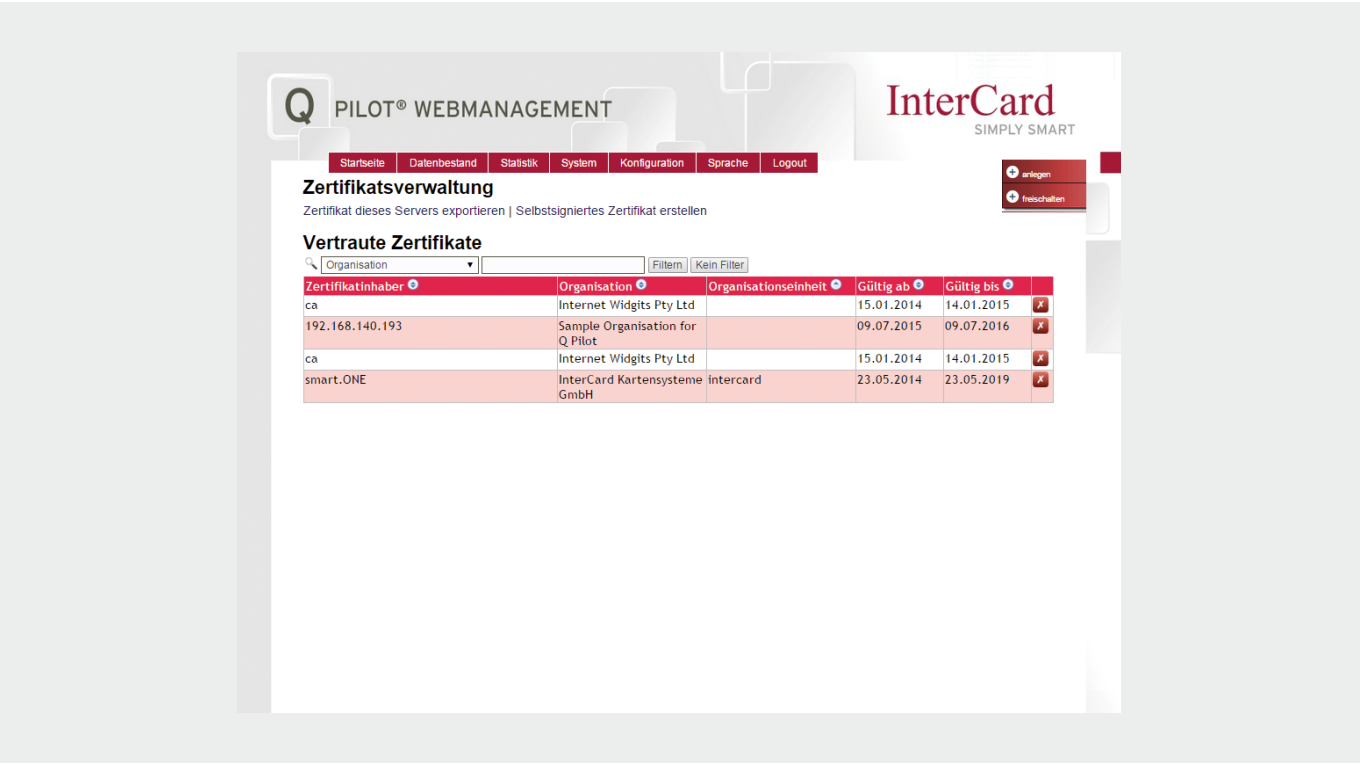 Q PILOT® WEBMANAGEMENT
InterCard
SIMPLY SMART
Startseite Datenbestand Statistik System Konfiguration Sprache Logout
anlegen
freischalten
Zertifikatsverwaltung
Zertifikat dieses Servers exportieren | Selbstsigniertes Zertifikat erstellen
Vertraute Zertifikate
Organisation Filtern Kein Filter
Zertifikatinhaber Organisation Organisationseinheit Gültig ab Gültig bis
ca Internet Widgits Pty Ltd 15.01.2014 14.01.2015 X
192.168.140.193 Sample Organisation for 09.07.2015 09.07.2016 X
Q Pilot
ca Internet Widgits Pty Ltd 15.01.2014 14.01.2015 X
smart.ONE InterCard Kartensysteme intercard 23.05.2014 23.05.2019 X
GmbH